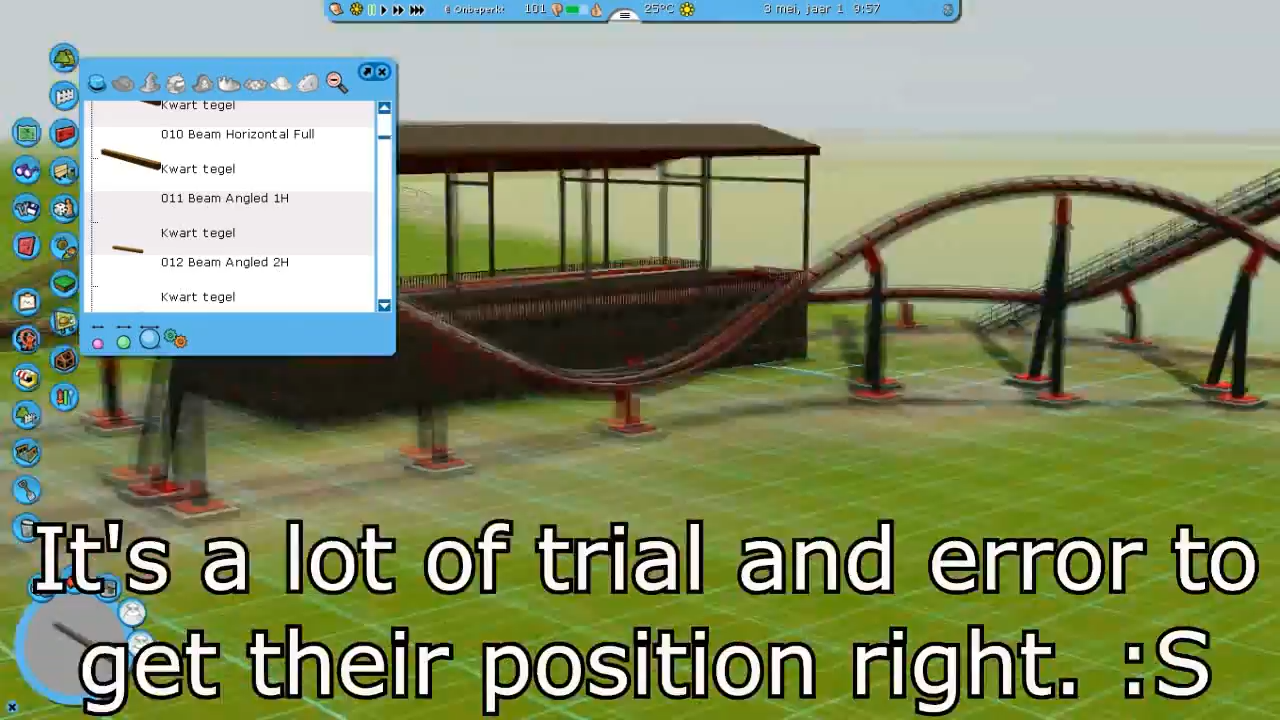 € Onbeperkt 101 25°C 3 mei, jaar 1 9:57
Kwart tegel
010 Beam Horizontal Full
Kwart tegel
011 Beam Angled 1H
Kwart tegel
012 Beam Angled 2H
Kwart tegel
It's a lot of trial and error to
get their position right. :S